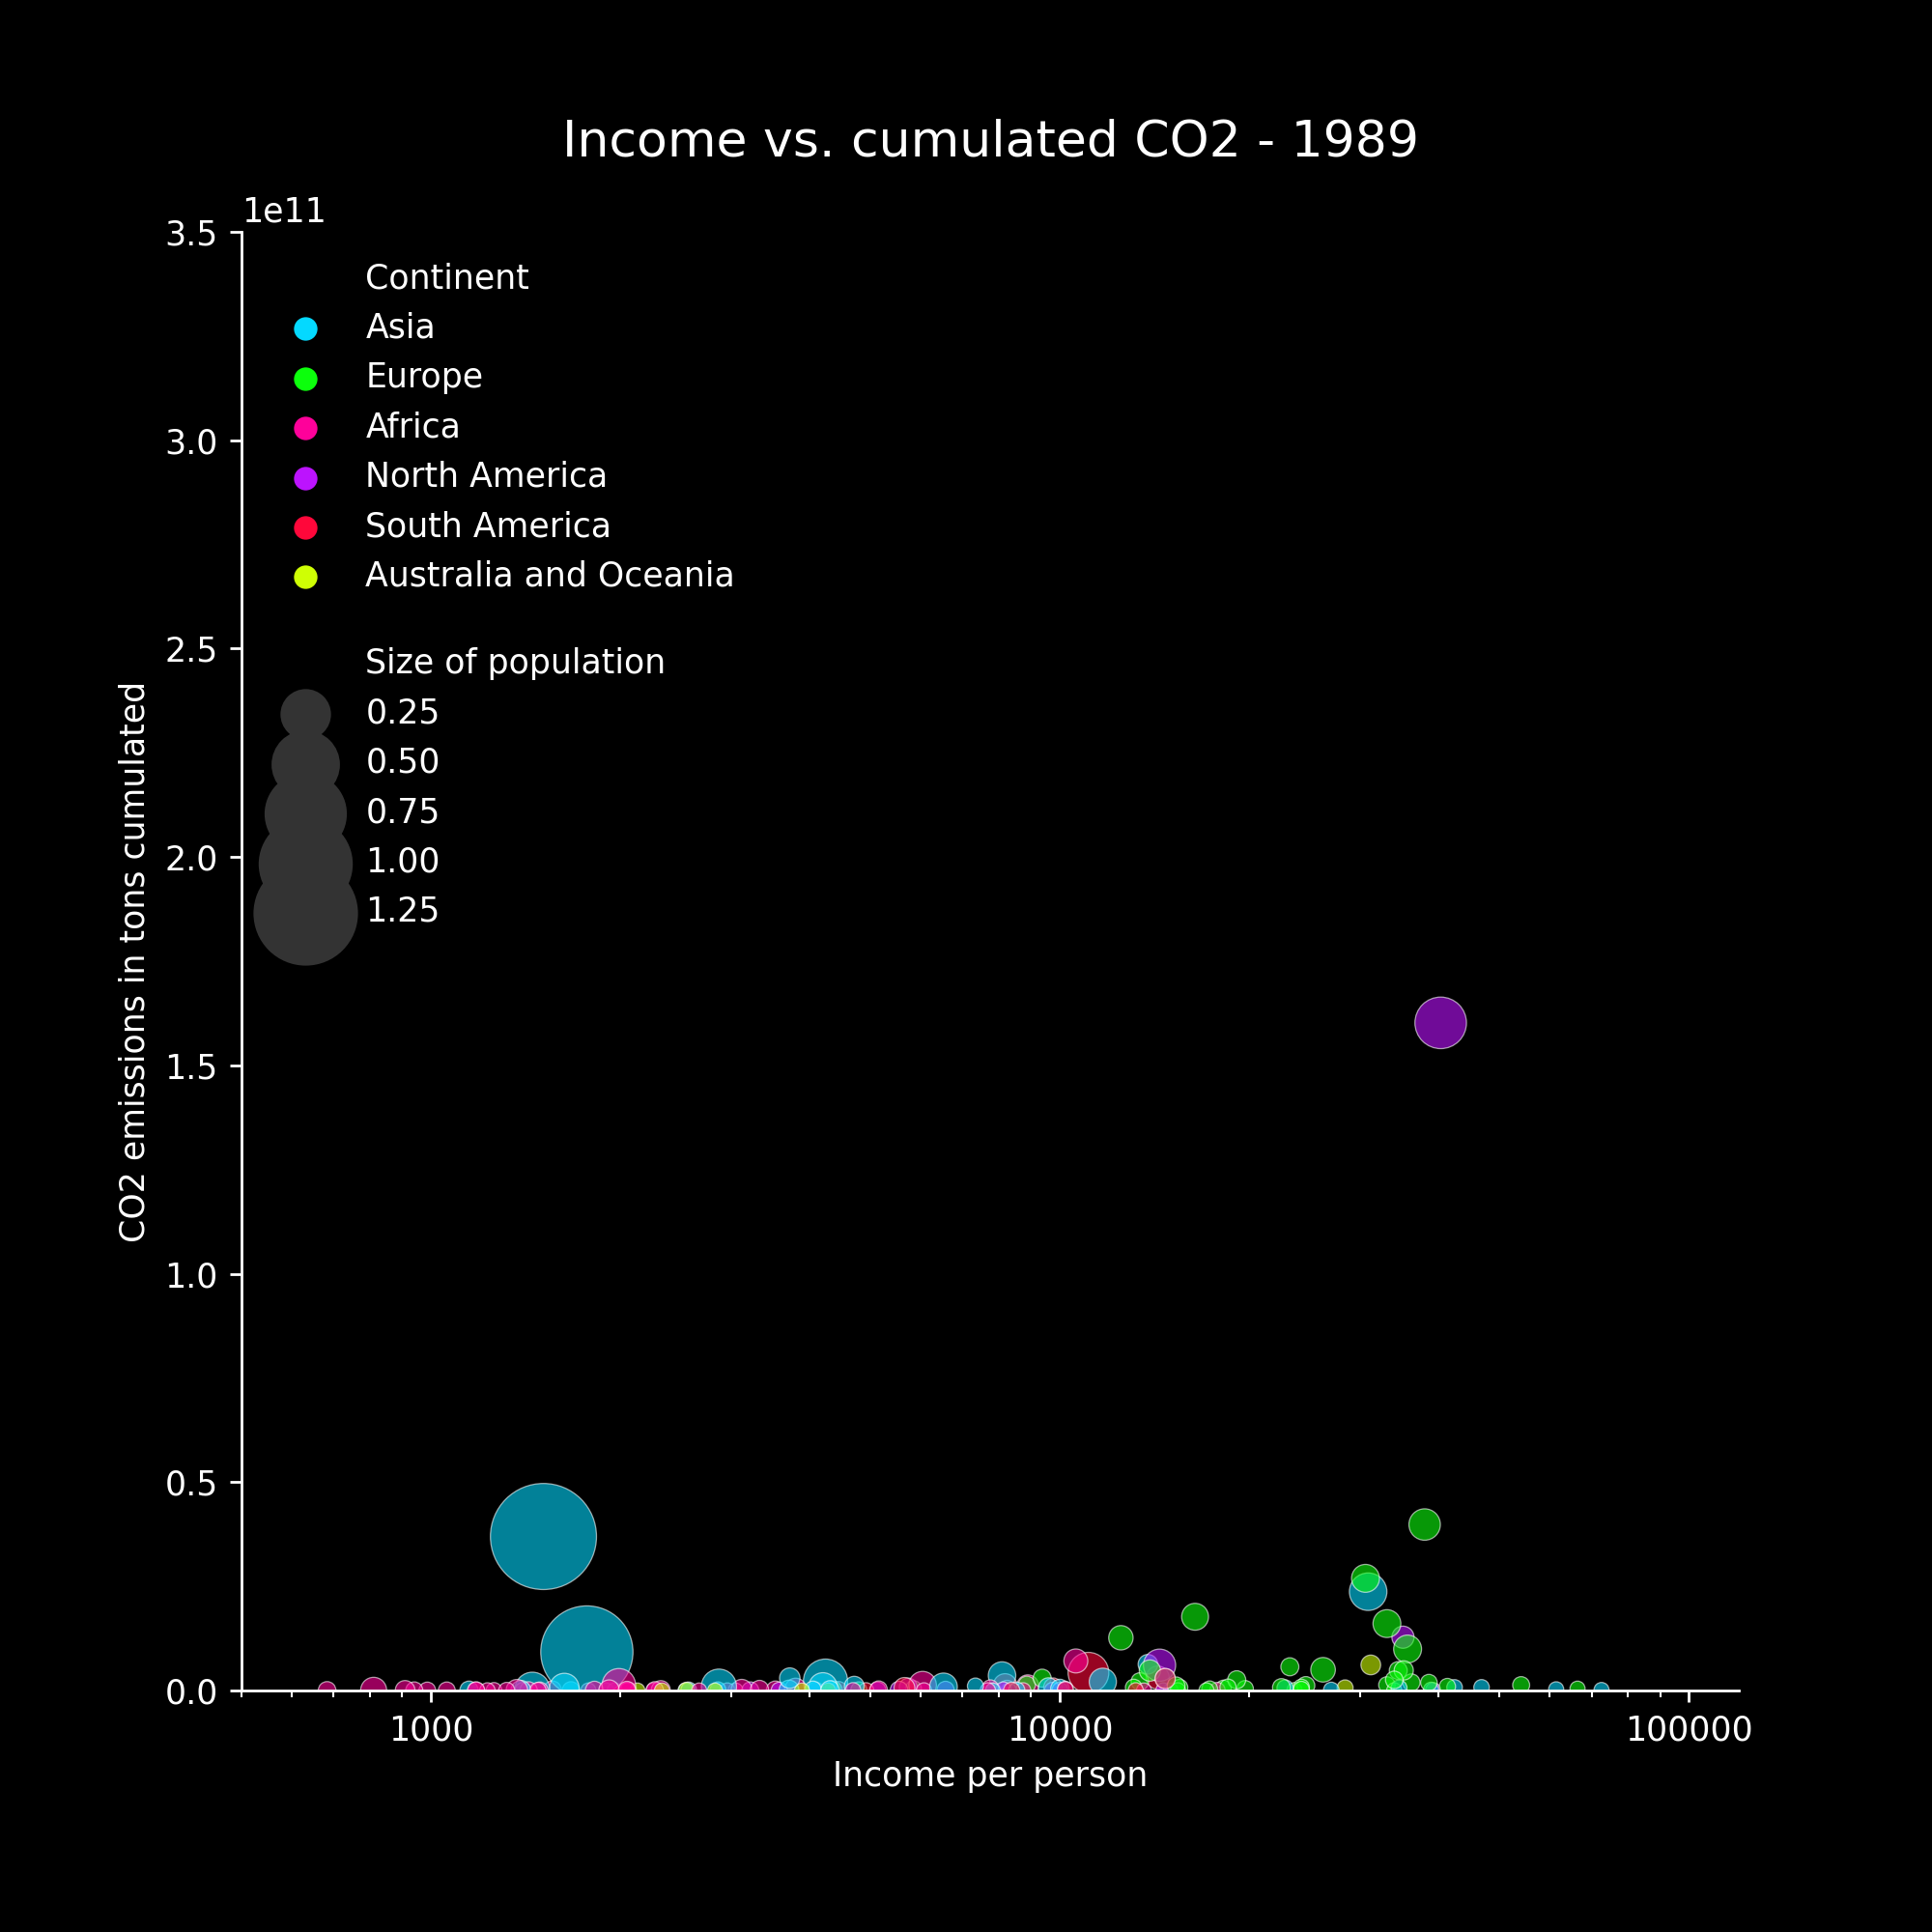 Income vs. cumulated CO2 - 1989
1e11
3.5
3.0
2.5
2.0
1.5
1.0
0.5
0.0
CO2 emissions in tons cumulated
Continent
Asia
Europe
Africa
North America
South America
Australia and Oceania
Size of population
0.25
0.50
0.75
1.00
1.25
1000
10000
100000
Income per person